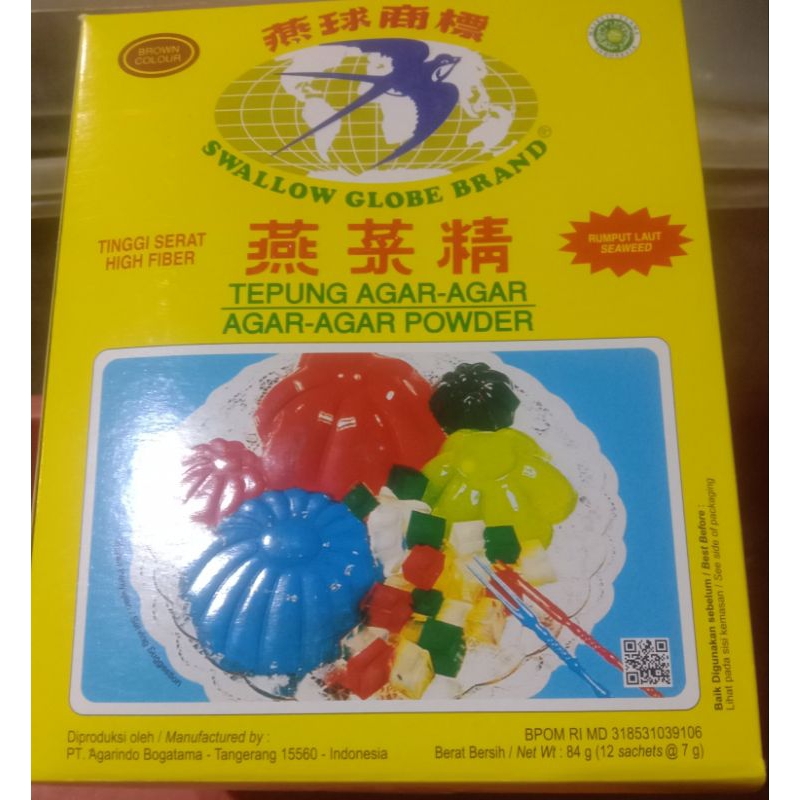 燕球商標
BROWN
COLOUR
SWALLOW GLOBE BRAND®
TINGGI SERAT
HIGH FIBER
燕菜精
RUMPUT LAUT
SEAWEED
TEPUNG AGAR-AGAR
AGAR-AGAR POWDER
Serving Suggestion
Baik Digunakan sebelum / Best Before :
Lihat pada sisi kemasan / See side of packaging
Diproduksi oleh / Manufactured by :
PT. Agarindo Bogatama - Tangerang 15560 - Indonesia
BPOM RI MD 318531039106
Berat Bersih / Net Wt : 84 g (12 sachets @ 7 g)